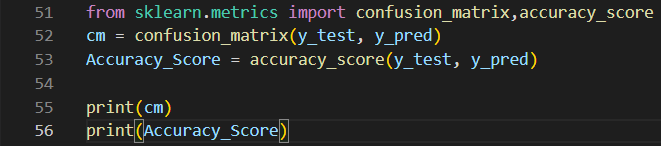 51 from sklearn.metrics import confusion_matrix,accuracy_score
52 cm = confusion_matrix(y_test, y_pred)
53 Accuracy_Score = accuracy_score(y_test, y_pred)
54
55 print(cm)
56 print(Accuracy_Score)